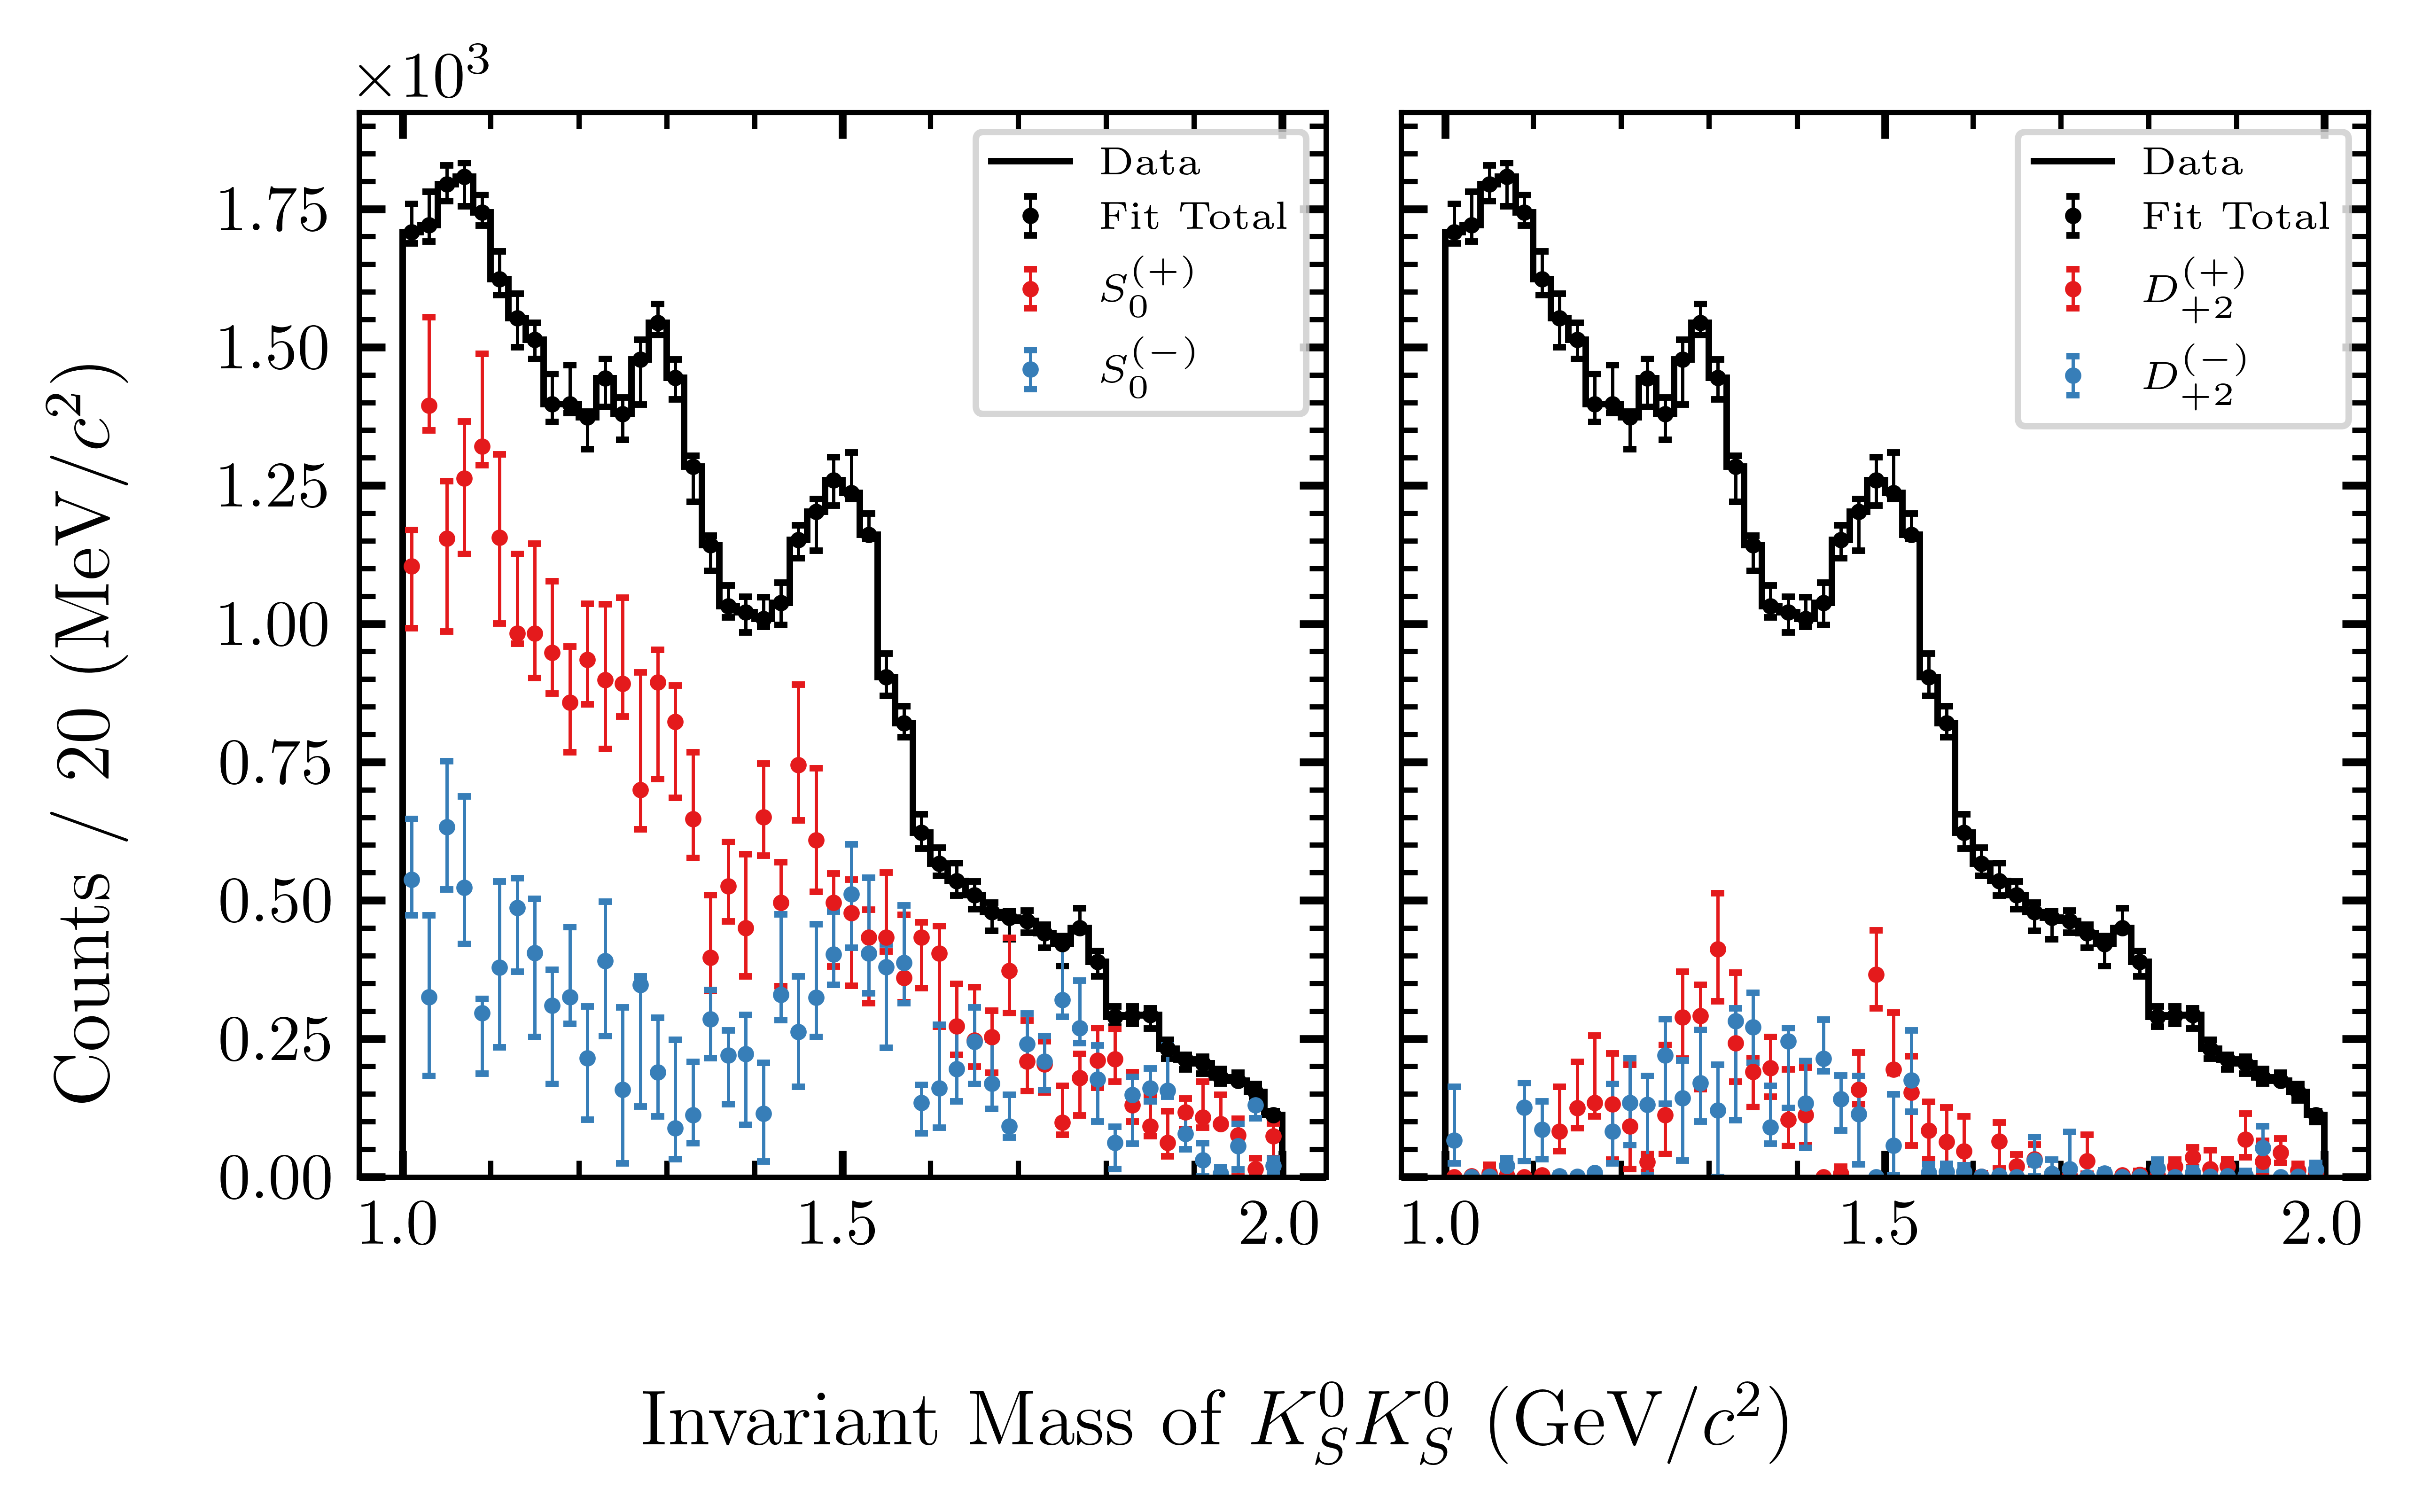 ×10³
Counts / 20 (MeV/c²)
1.75
1.50
1.25
1.00
0.75
0.50
0.25
0.00
Data
Fit Total
S₀⁽⁺⁾
S₀⁽⁻⁾
1.0 1.5 2.0
Data
Fit Total
D₊₂⁽⁺⁾
D₊₂⁽⁻⁾
1.0 1.5 2.0
Invariant Mass of K⁰_S K⁰_S (GeV/c²)